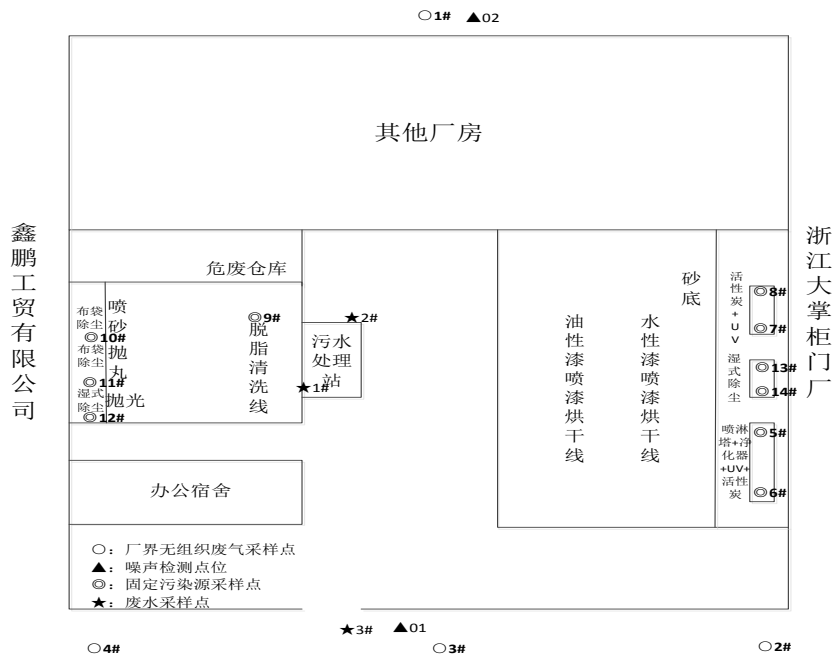 ○1# ▲02
其他厂房
鑫鹏工贸有限公司
浙江大掌柜门厂
危废仓库
布袋
除尘
10#
布袋
除尘
11#
湿式
除尘
12#
喷砂
抛丸
抛光
◎9#
脱脂清洗线
★2#
污水
处理
站
★1#
油性漆喷漆烘干线
水性漆喷漆烘干线
砂底
活性炭+UV
◎8#
◎7#
湿式除尘
◎13#
◎14#
喷淋
塔+净
化器
+UV+
活性
炭
◎5#
◎6#
办公宿舍
○：厂界无组织废气采样点
▲：噪声检测点位
◎：固定污染源采样点
★：废水采样点
★3# ▲01
○4#
○3#
○2#